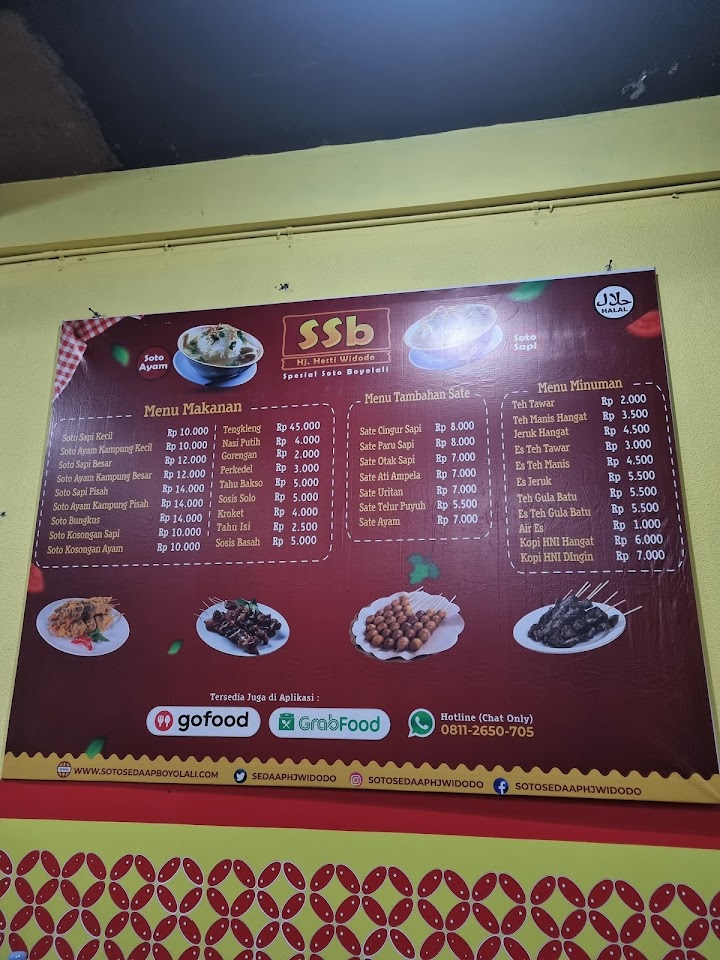 Soto Ayam
SSb
Hj. Hesti Widodo
Spesial Soto Boyolali
Soto Sapi
حلال
HALAL
Menu Makanan
Soto Sapi Kecil Rp 10.000
Soto Ayam Kampung Kecil Rp 10.000
Soto Sapi Besar Rp 12.000
Soto Ayam Kampung Besar Rp 12.000
Soto Sapi Pisah Rp 14.000
Soto Ayam Kampung Pisah Rp 14.000
Soto Bungkus Rp 14.000
Soto Kosongan Sapi Rp 10.000
Soto Kosongan Ayam Rp 10.000
Tengkleng Rp 45.000
Nasi Putih Rp 4.000
Gorengan Rp 2.000
Perkedel Rp 3.000
Tahu Bakso Rp 5.000
Sosis Solo Rp 5.000
Kroket Rp 4.000
Tahu Isi Rp 2.500
Sosis Basah Rp 5.000
Menu Tambahan Sate
Sate Cingur Sapi Rp 8.000
Sate Paru Sapi Rp 8.000
Sate Otak Sapi Rp 7.000
Sate Ati Ampela Rp 7.000
Sate Uritan Rp 7.000
Sate Telur Puyuh Rp 5.500
Sate Ayam Rp 7.000
Menu Minuman
Teh Tawar Rp 2.000
Teh Manis Hangat Rp 3.500
Jeruk Hangat Rp 4.500
Es Teh Tawar Rp 3.000
Es Teh Manis Rp 4.500
Es Jeruk Rp 5.500
Teh Gula Batu Rp 5.500
Es Teh Gula Batu Rp 5.500
Air Es Rp 1.000
Kopi HNI Hangat Rp 6.000
Kopi HNI DIngin Rp 7.000
Tersedia Juga di Aplikasi :
gofood
GrabFood
Hotline (Chat Only)
0811-2650-705
WWW.SOTOSEDAAPBOYOLALI.COM SEDAAPHJWIDODO SOTOSEDAAPHJWIDODO SOTOSEDAAPHJWIDODO